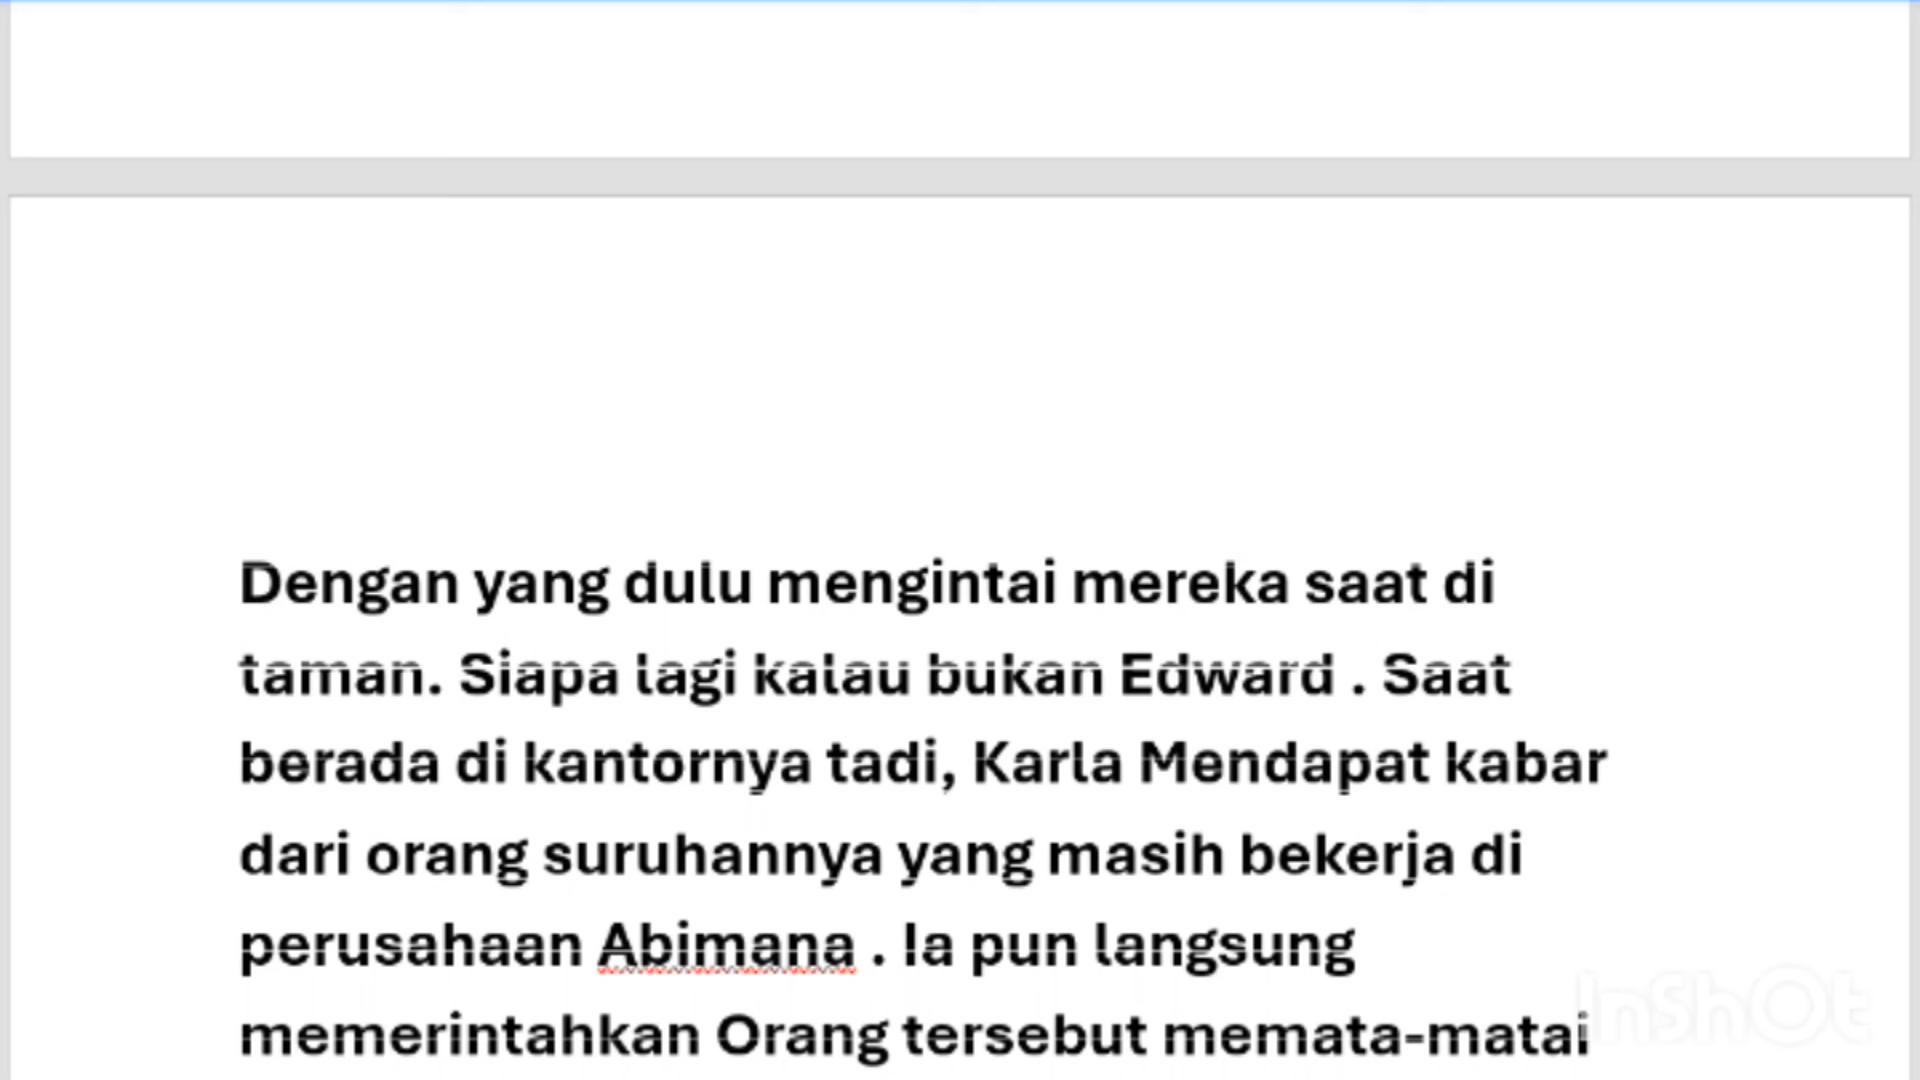 Dengan yang dulu mengintai mereka saat di
taman. Siapa lagi kalau bukan Edward . Saat
berada di kantornya tadi, Karla Mendapat kabar
dari orang suruhannya yang masih bekerja di
perusahaan Abimana . Ia pun langsung
memerintahkan Orang tersebut memata-matai
InShOt